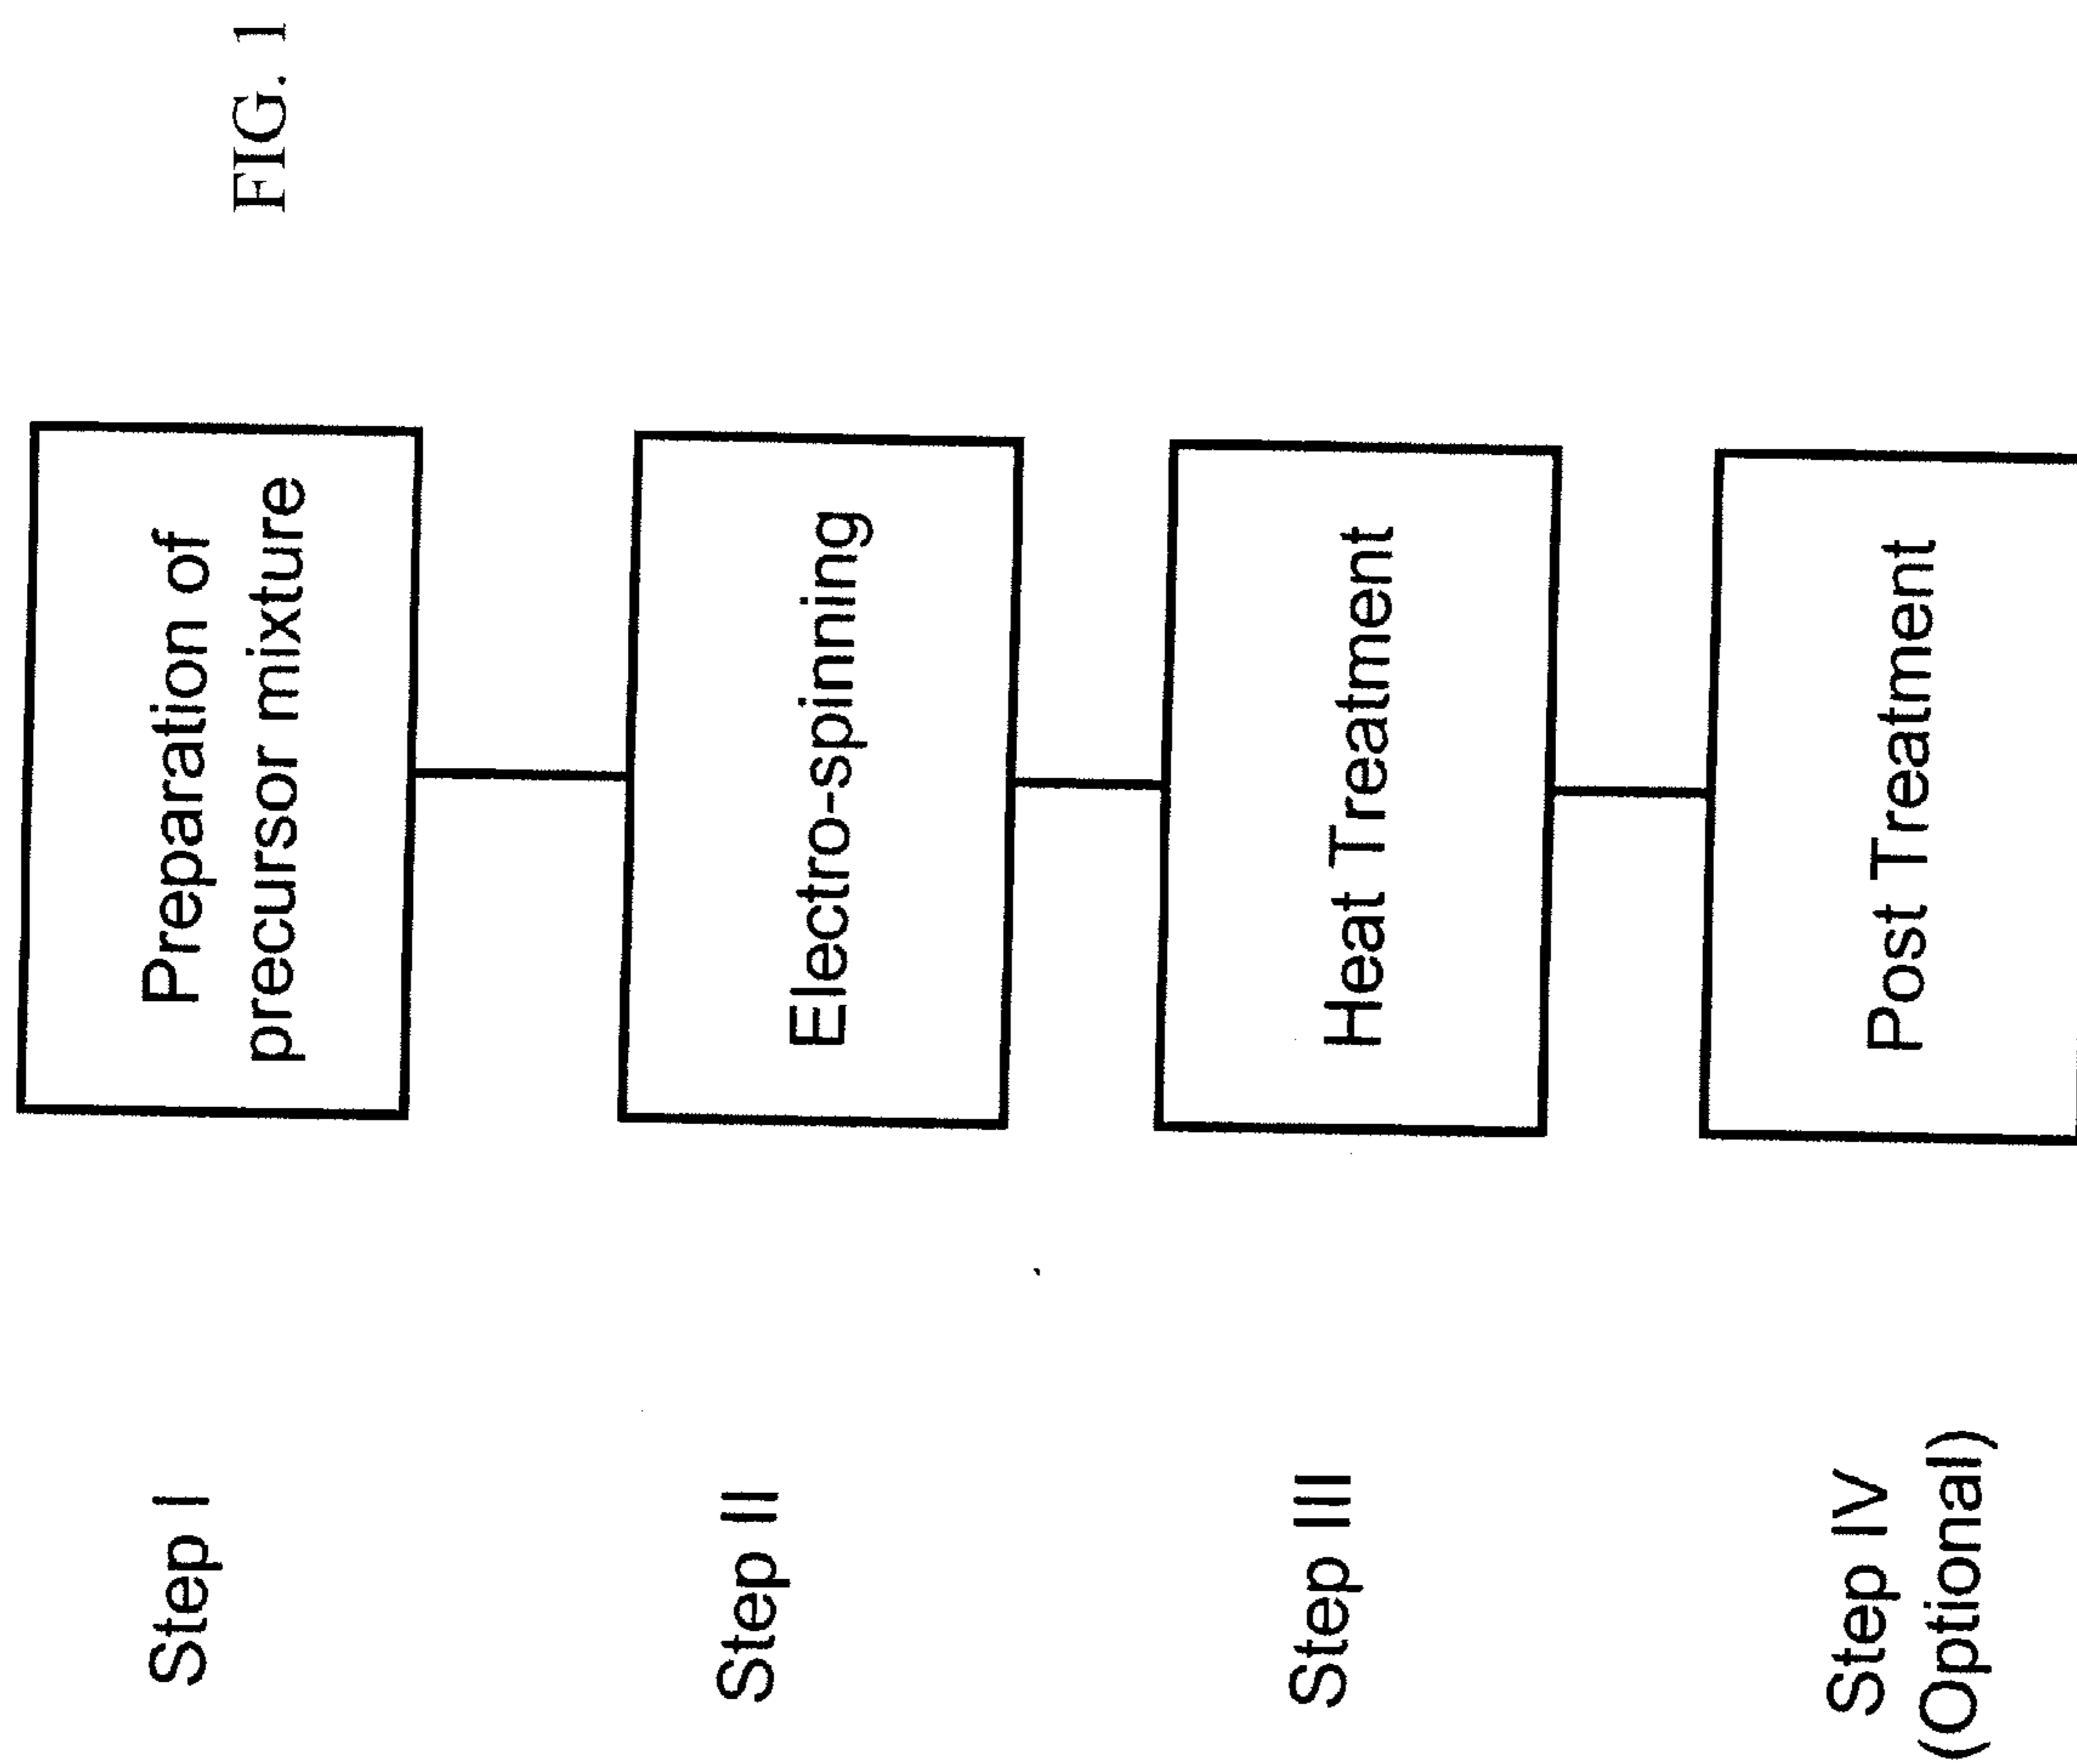 FIG. 1
Step I
Preparation of
precursor mixture
Step II
Electro-spinning
Step III
Heat Treatment
Step IV
(Optional)
Post Treatment